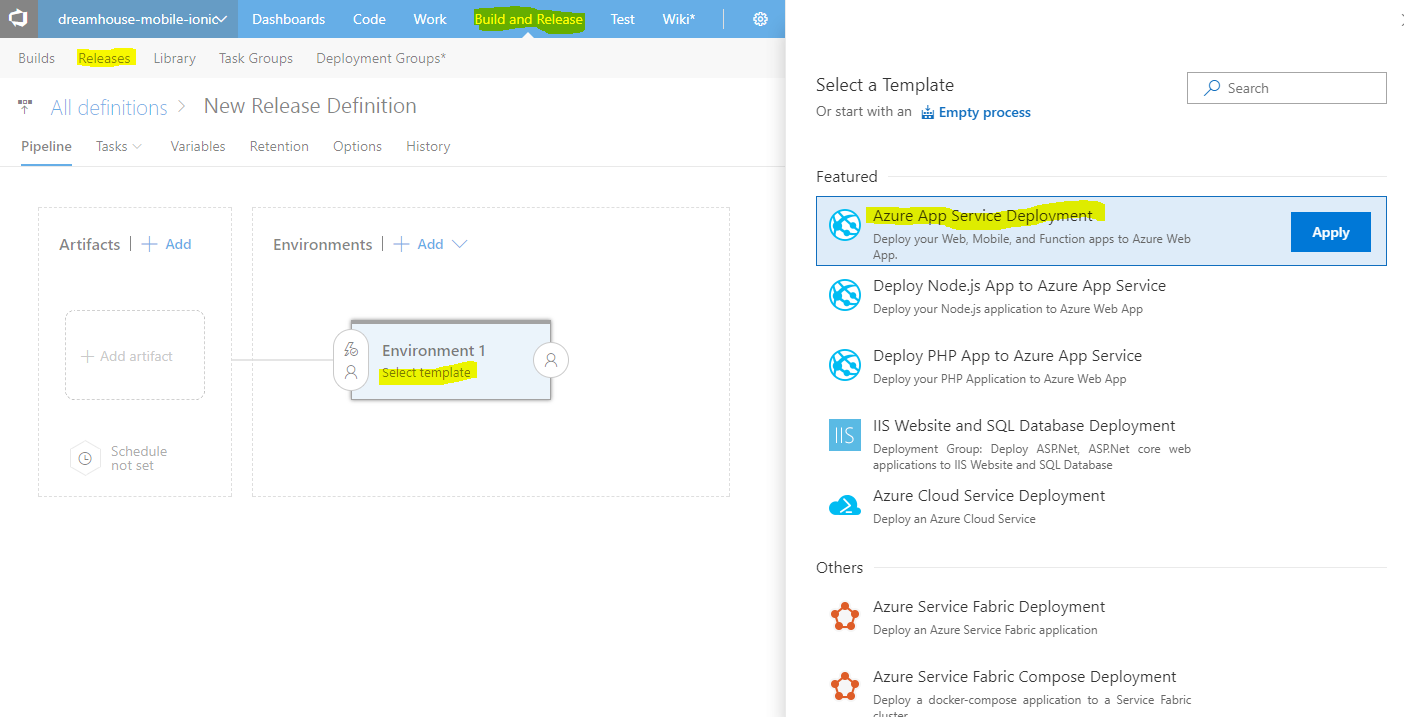 dreamhouse-mobile-ionic
Dashboards
Code
Work
Build and Release
Test
Wiki*
Builds
Releases
Library
Task Groups
Deployment Groups*
All definitions > New Release Definition
Pipeline
Tasks
Variables
Retention
Options
History
Artifacts | + Add
Environments | + Add
+ Add artifact
Environment 1
Select template
Schedule
not set
Select a Template
Or start with an Empty process
Search
Featured
Azure App Service Deployment
Deploy your Web, Mobile, and Function apps to Azure Web
App.
Apply
Deploy Node.js App to Azure App Service
Deploy your Node.js application to Azure Web App
Deploy PHP App to Azure App Service
Deploy your PHP Application to Azure Web App
IIS
IIS Website and SQL Database Deployment
Deployment Group: Deploy ASP.Net, ASP.Net core web
applications to IIS Website and SQL Database
Azure Cloud Service Deployment
Deploy an Azure Cloud Service
Others
Azure Service Fabric Deployment
Deploy an Azure Service Fabric application
Azure Service Fabric Compose Deployment
Deploy a docker-compose application to a Service Fabric
cluster